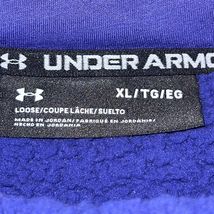 UNDER ARMO
XL/TG/EG
LOOSE/COUPE LÂCHE/SUELTO
MADE IN JORDAN/FABRIQUÉ EN JORDANIE/
HECHO EN JORDANIA